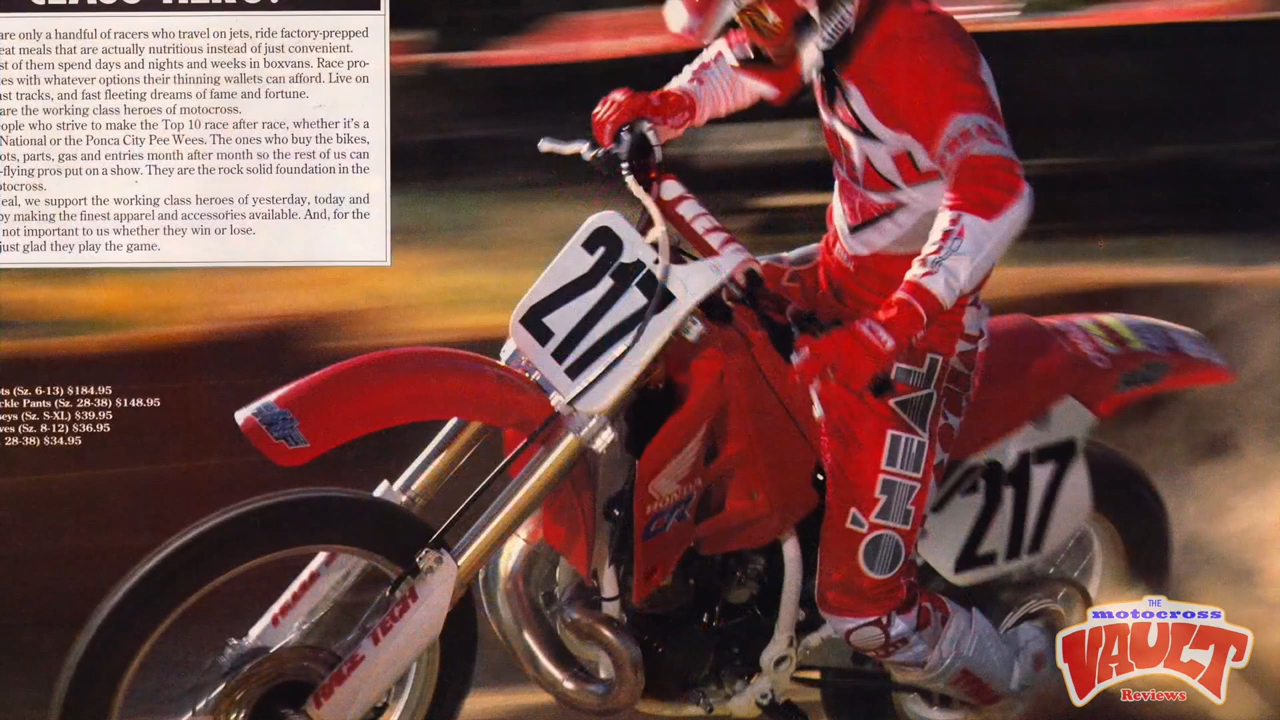 CLASS HERO?
are only a handful of racers who travel on jets, ride factory-prepped
eat meals that are actually nutritious instead of just convenient.
st of them spend days and nights and weeks in boxvans. Race pro-
es with whatever options their thinning wallets can afford. Live on
ast tracks, and fast fleeting dreams of fame and fortune.
are the working class heroes of motocross.
ople who strive to make the Top 10 race after race, whether it's a
National or the Ponca City Pee Wees. The ones who buy the bikes,
ots, parts, gas and entries month after month so the rest of us can
-flying pros put on a show. They are the rock solid foundation in the
otocross.
eal, we support the working class heroes of yesterday, today and
by making the finest apparel and accessories available. And, for the
not important to us whether they win or lose.
just glad they play the game.
217
ts (Sz. 6-13) $184.95
rkle Pants (Sz. 28-38) $148.95
seys (Sz. S-XL) $39.95
ves (Sz. 8-12) $36.95
28-38) $34.95
HONDA
CR
O'NEAL
217
RACE TECH
THE
motocross
VAULT
Reviews